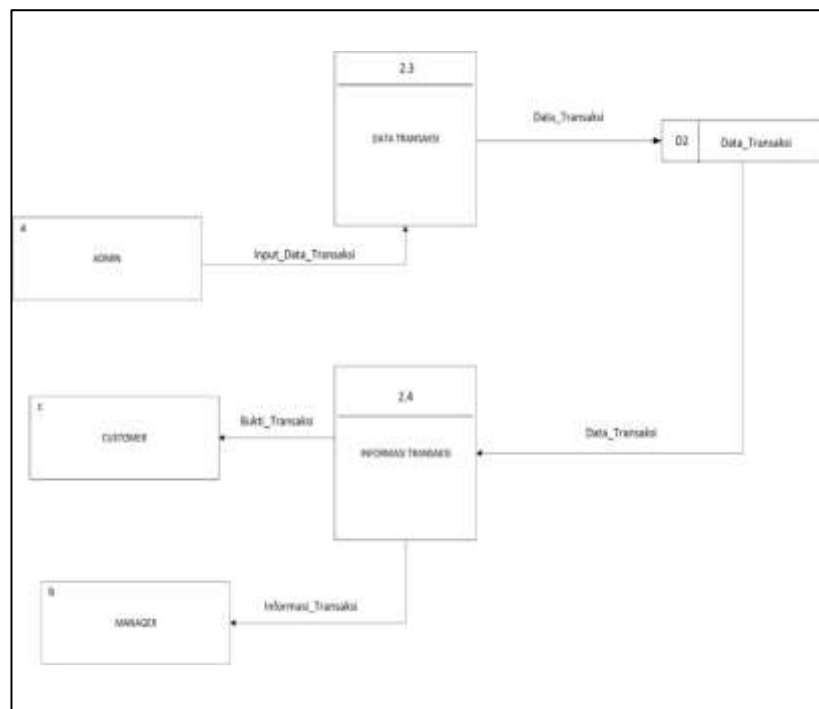 2.3
DATA TRANSAKSI
Data_Transaksi
D2
Data_Transaksi
ADMIN
Input_Data_Transaksi
2.4
INFORMASI TRANSAKSI
Bukti_Transaksi
CUSTOMER
Data_Transaksi
MANAGER
Informasi_Transaksi